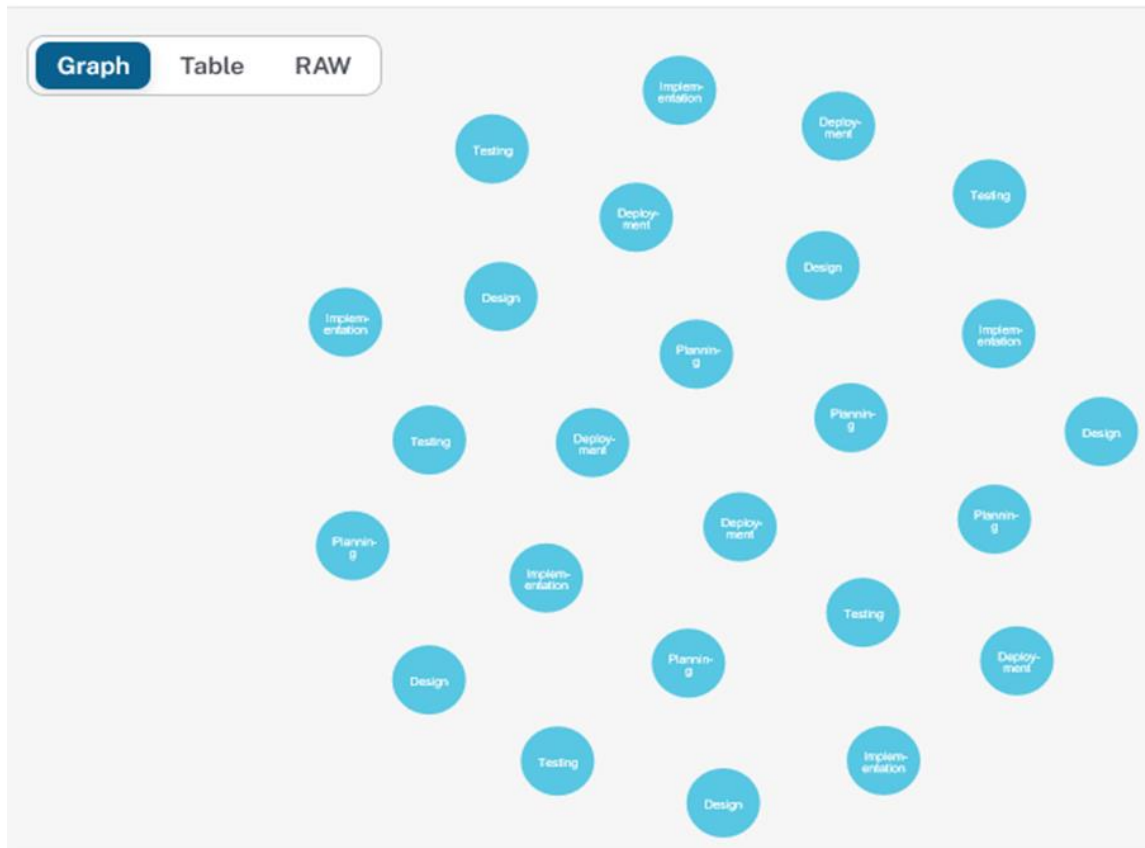 Graph Table RAW
Implem-
entation
Deploy-
ment
Testing
Testing
Deploy-
ment
Design
Design
Implem-
entation
Implem-
entation
Plannin-
g
Plannin-
g
Design
Testing
Deploy-
ment
Plannin-
g
Deploy-
ment
Plannin-
g
Implem-
entation
Testing
Plannin-
g
Deploy-
ment
Design
Testing
Implem-
entation
Design